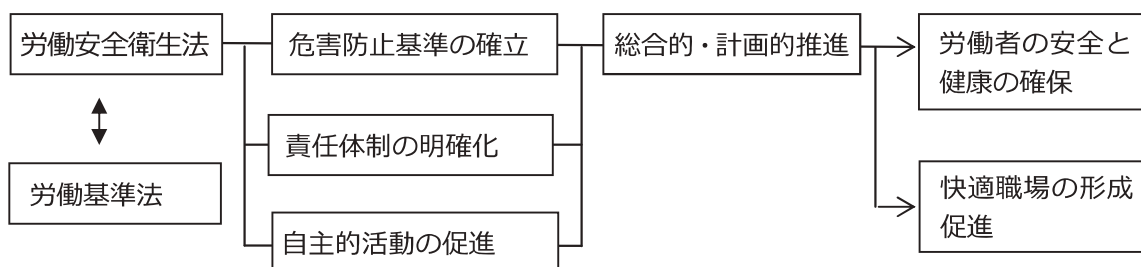 労働安全衛生法
危害防止基準の確立
総合的・計画的推進
労働者の安全と
健康の確保
責任体制の明確化
労働基準法
快適職場の形成
促進
自主的活動の促進